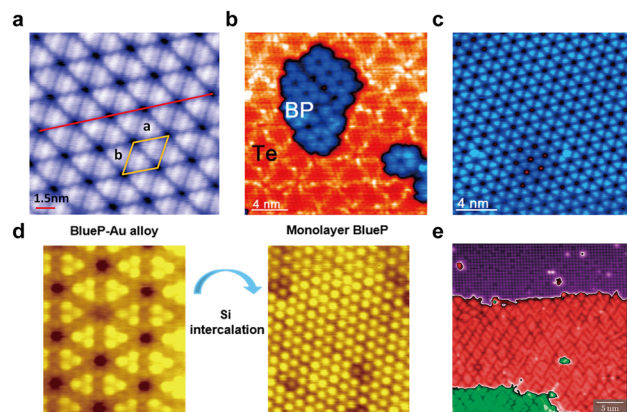 a
b
c
a
b
1.5nm
BP
Te
4 nm
4 nm
d
BlueP-Au alloy
Monolayer BlueP
e
Si
intercalation
5 nm